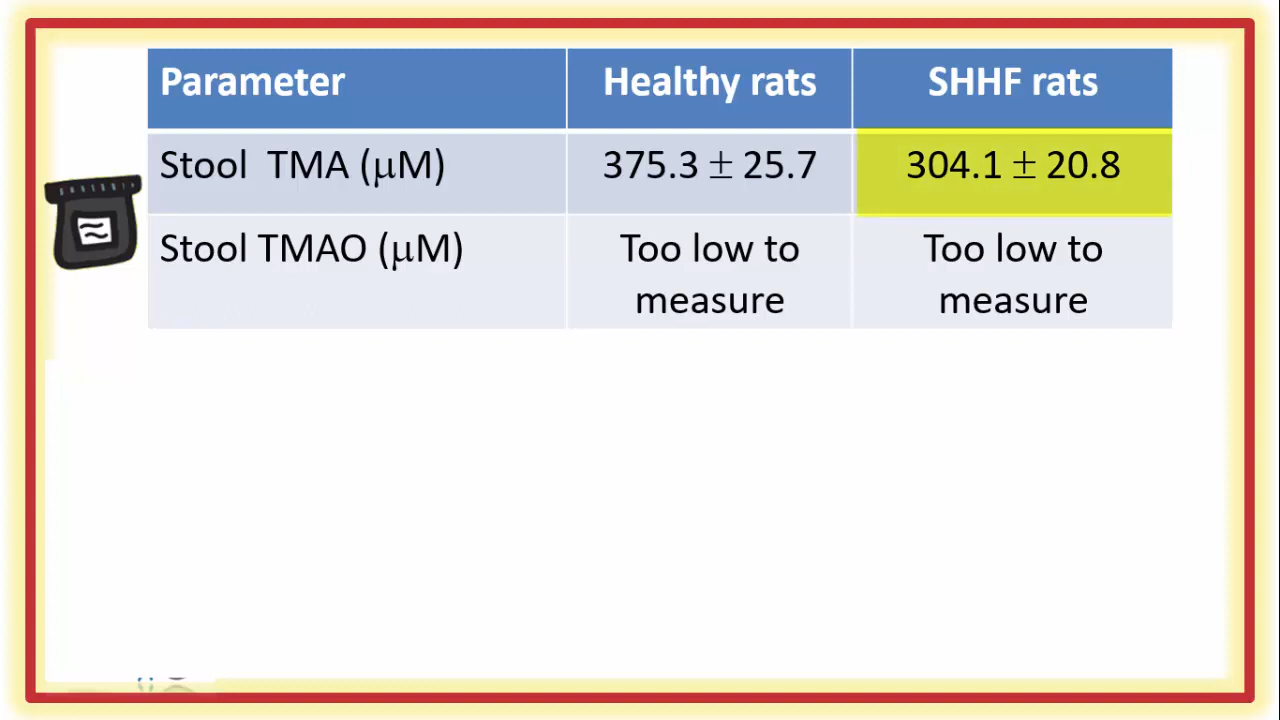 Parameter Healthy rats SHHF rats
Stool TMA (μM) 375.3 ± 25.7 304.1 ± 20.8
Stool TMAO (μM) Too low to Too low to
measure measure